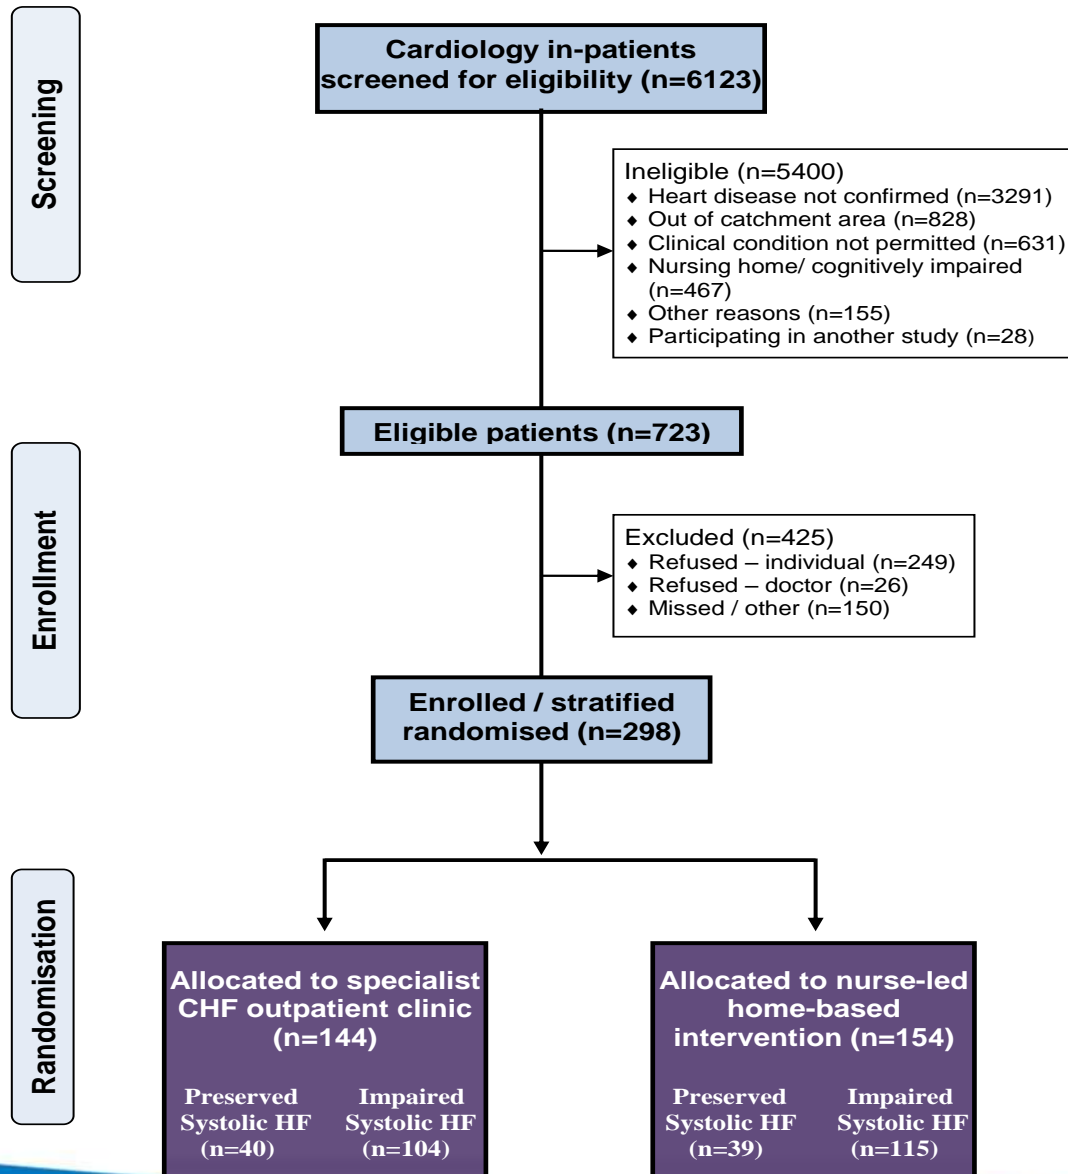 Screening
Cardiology in-patients
screened for eligibility (n=6123)
Ineligible (n=5400)
♦ Heart disease not confirmed (n=3291)
♦ Out of catchment area (n=828)
♦ Clinical condition not permitted (n=631)
♦ Nursing home/ cognitively impaired
(n=467)
♦ Other reasons (n=155)
♦ Participating in another study (n=28)
Enrollment
Eligible patients (n=723)
Excluded (n=425)
♦ Refused – individual (n=249)
♦ Refused – doctor (n=26)
♦ Missed / other (n=150)
Enrolled / stratified
randomised (n=298)
Randomisation
Allocated to specialist
CHF outpatient clinic
(n=144)
Preserved
Systolic HF
(n=40)
Impaired
Systolic HF
(n=104)
Allocated to nurse-led
home-based
intervention (n=154)
Preserved
Systolic HF
(n=39)
Impaired
Systolic HF
(n=115)